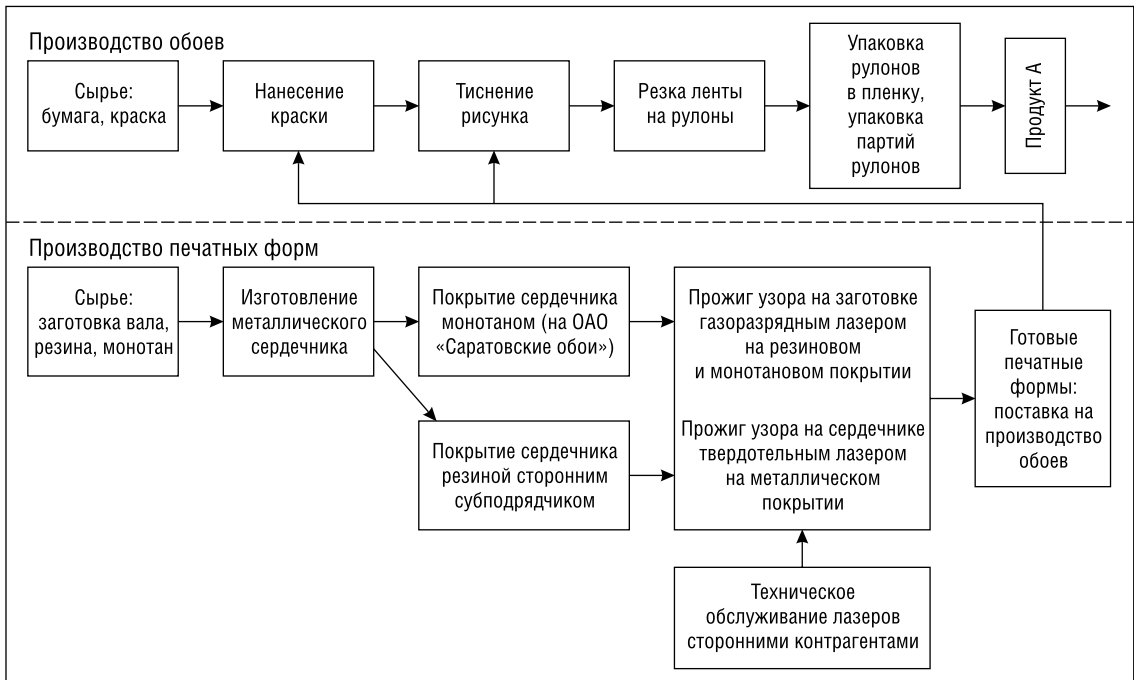 Производство обоев
Сырье:
бумага, краска
Нанесение
краски
Тиснение
рисунка
Резка ленты
на рулоны
Упаковка
рулонов
в пленку,
упаковка
партий
рулонов
Продукт А
Производство печатных форм
Сырье:
заготовка вала,
резина, монотан
Изготовление
металлического
сердечника
Покрытие сердечника
монотаном (на ОАО
«Саратовские обои»)
Покрытие сердечника
резиной сторонним
субподрядчиком
Прожиг узора на заготовке
газоразрядным лазером
на резиновом
и монотановом покрытии
Прожиг узора на сердечнике
твердотельным лазером
на металлическом
покрытии
Готовые
печатные
формы:
поставка на
производство
обоев
Техническое
обслуживание лазеров
сторонними контрагентами